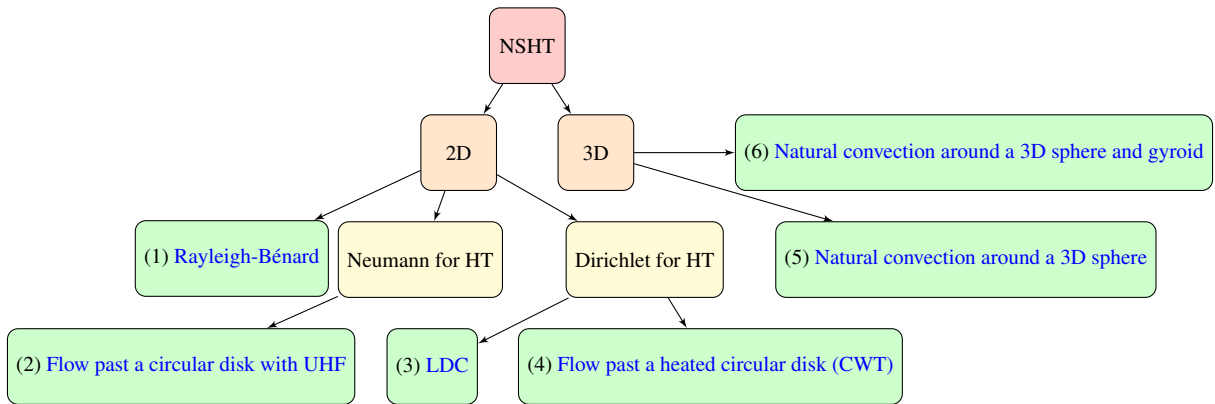 NSHT
2D
3D
(6) Natural convection around a 3D sphere and gyroid
(1) Rayleigh-Bénard
Neumann for HT
Dirichlet for HT
(5) Natural convection around a 3D sphere
(2) Flow past a circular disk with UHF
(3) LDC
(4) Flow past a heated circular disk (CWT)